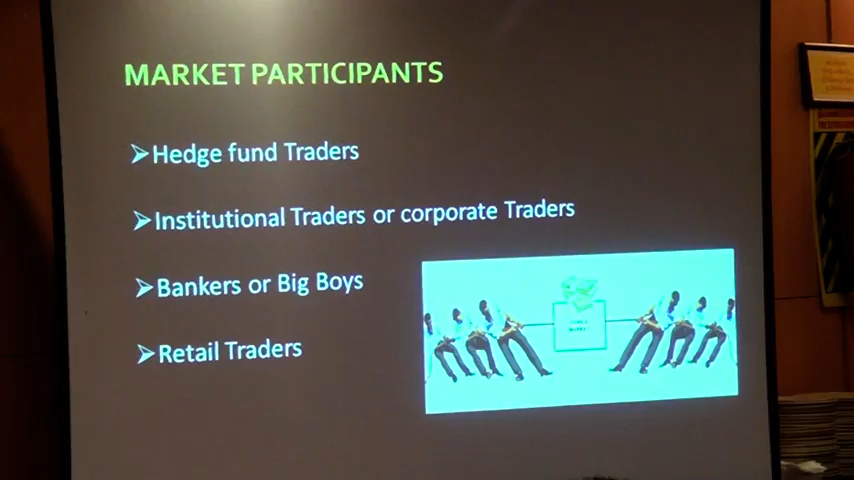 MARKET PARTICIPANTS
➢Hedge fund Traders
➢Institutional Traders or corporate Traders
➢Bankers or Big Boys
➢Retail Traders